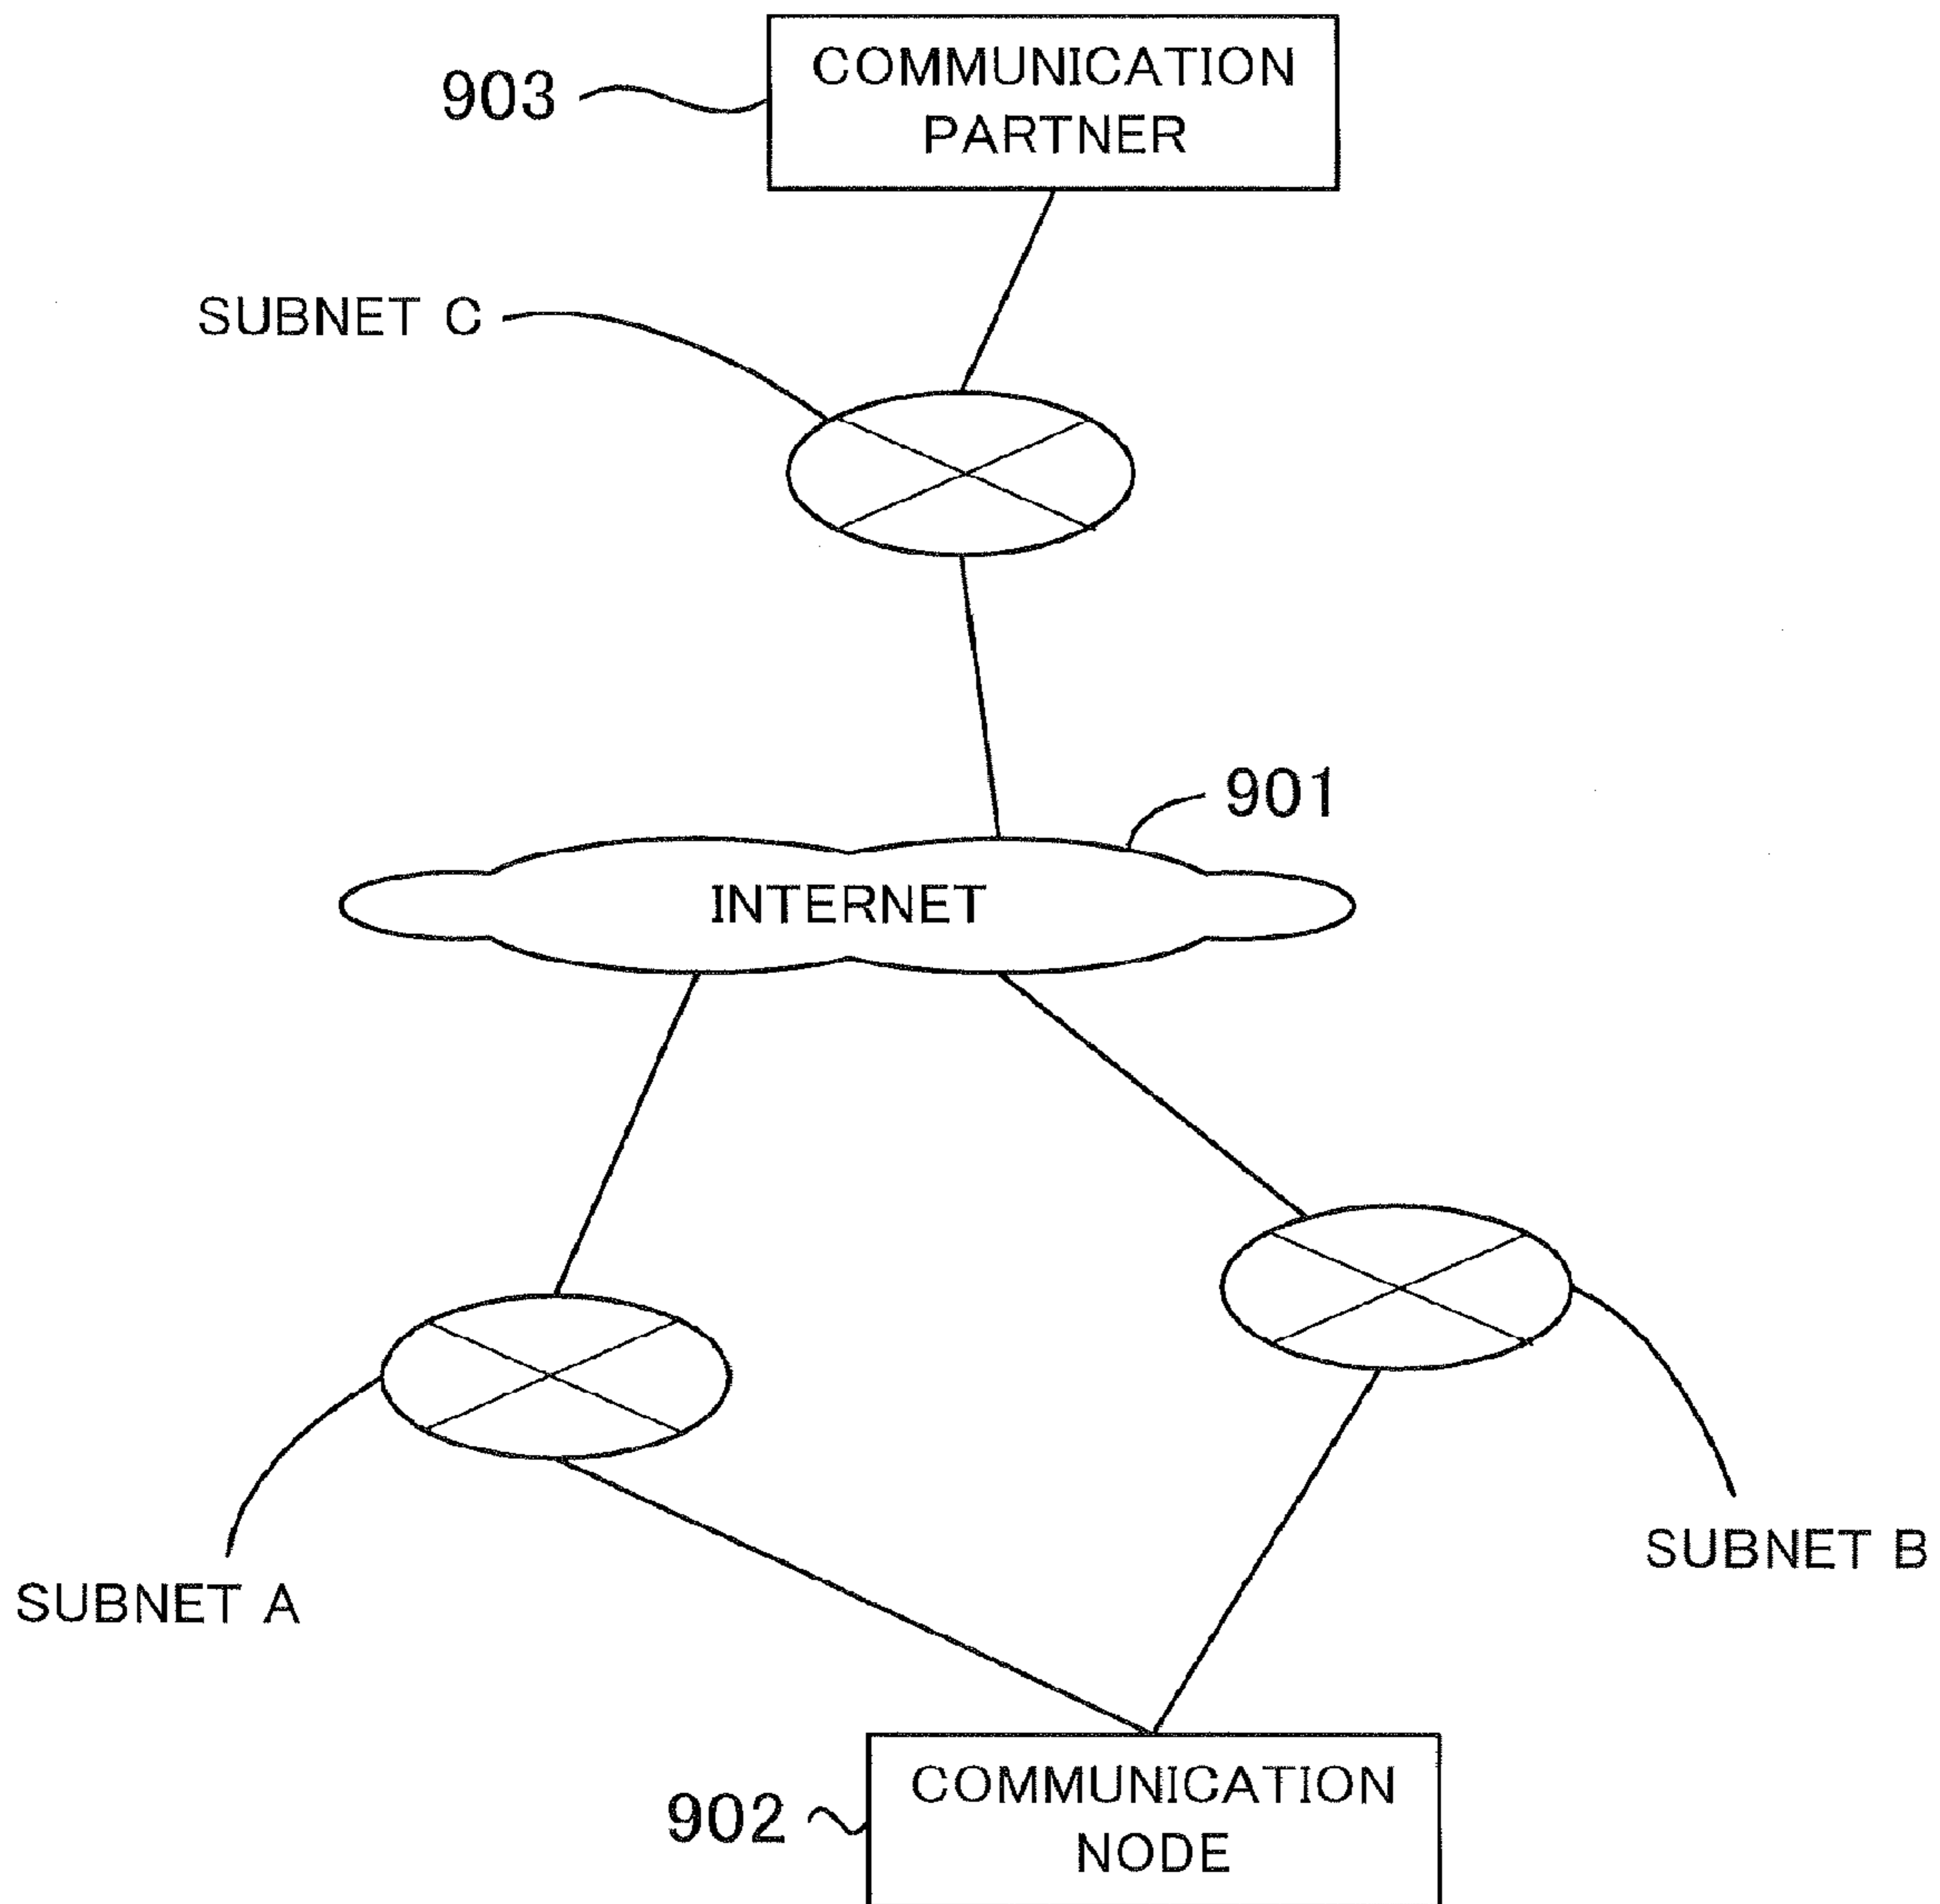 COMMUNICATION
PARTNER
903
SUBNET C
901
INTERNET
SUBNET B
SUBNET A
COMMUNICATION
NODE
902